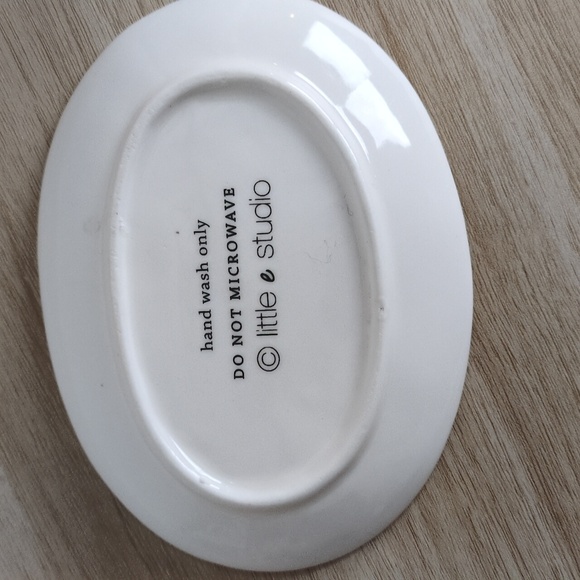 hand wash only
DO NOT MICROWAVE
© little e studio